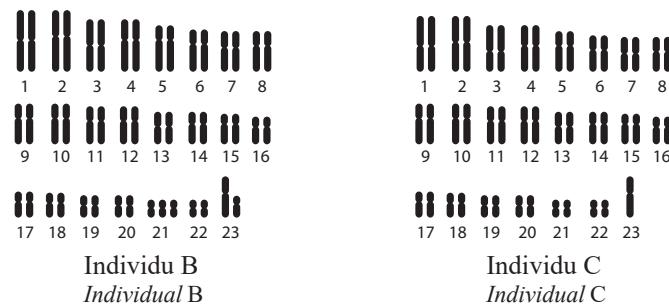 1 2 3 4 5 6 7 8
9 10 11 12 13 14 15 16
17 18 19 20 21 22 23
Individu B
Individual B
1 2 3 4 5 6 7 8
9 10 11 12 13 14 15 16
17 18 19 20 21 22 23
Individu C
Individual C